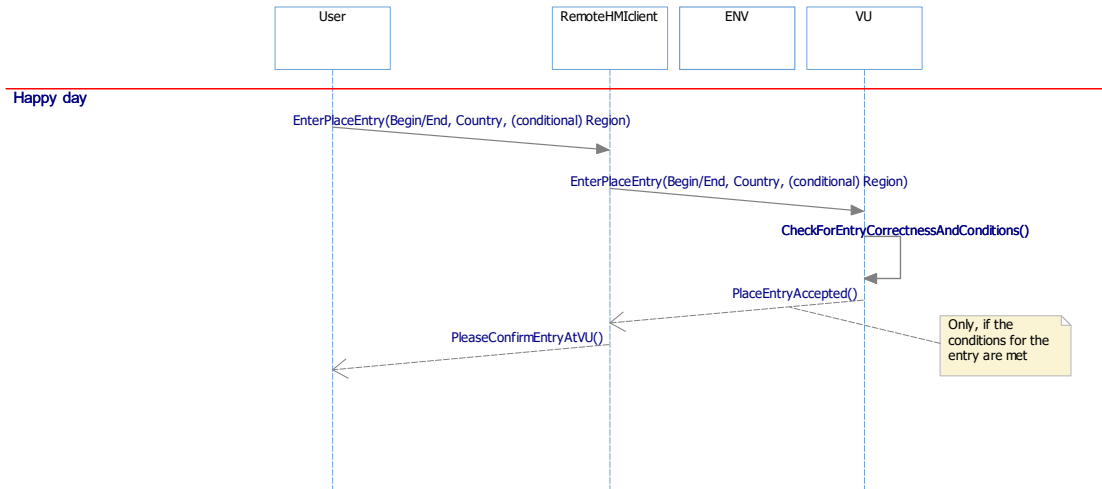 User
RemoteHMIclient
ENV
VU
Happy day
EnterPlaceEntry(Begin/End, Country, (conditional) Region)
EnterPlaceEntry(Begin/End, Country, (conditional) Region)
CheckForEntryCorrectnessAndConditions()
PlaceEntryAccepted()
Only, if the
conditions for the
entry are met
PleaseConfirmEntryAtVU()